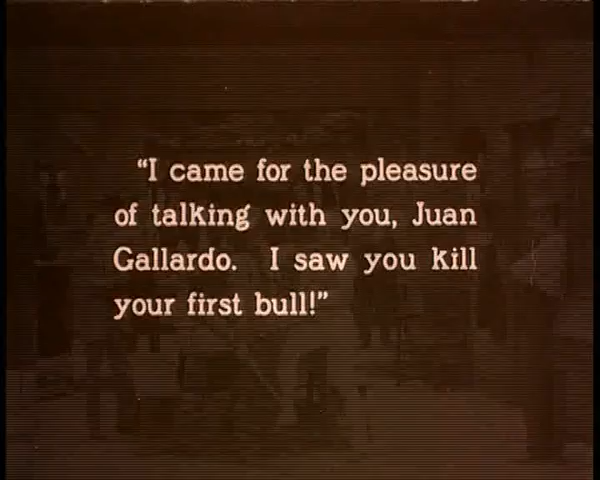 “I came for the pleasure
of talking with you, Juan
Gallardo. I saw you kill
your first bull!”